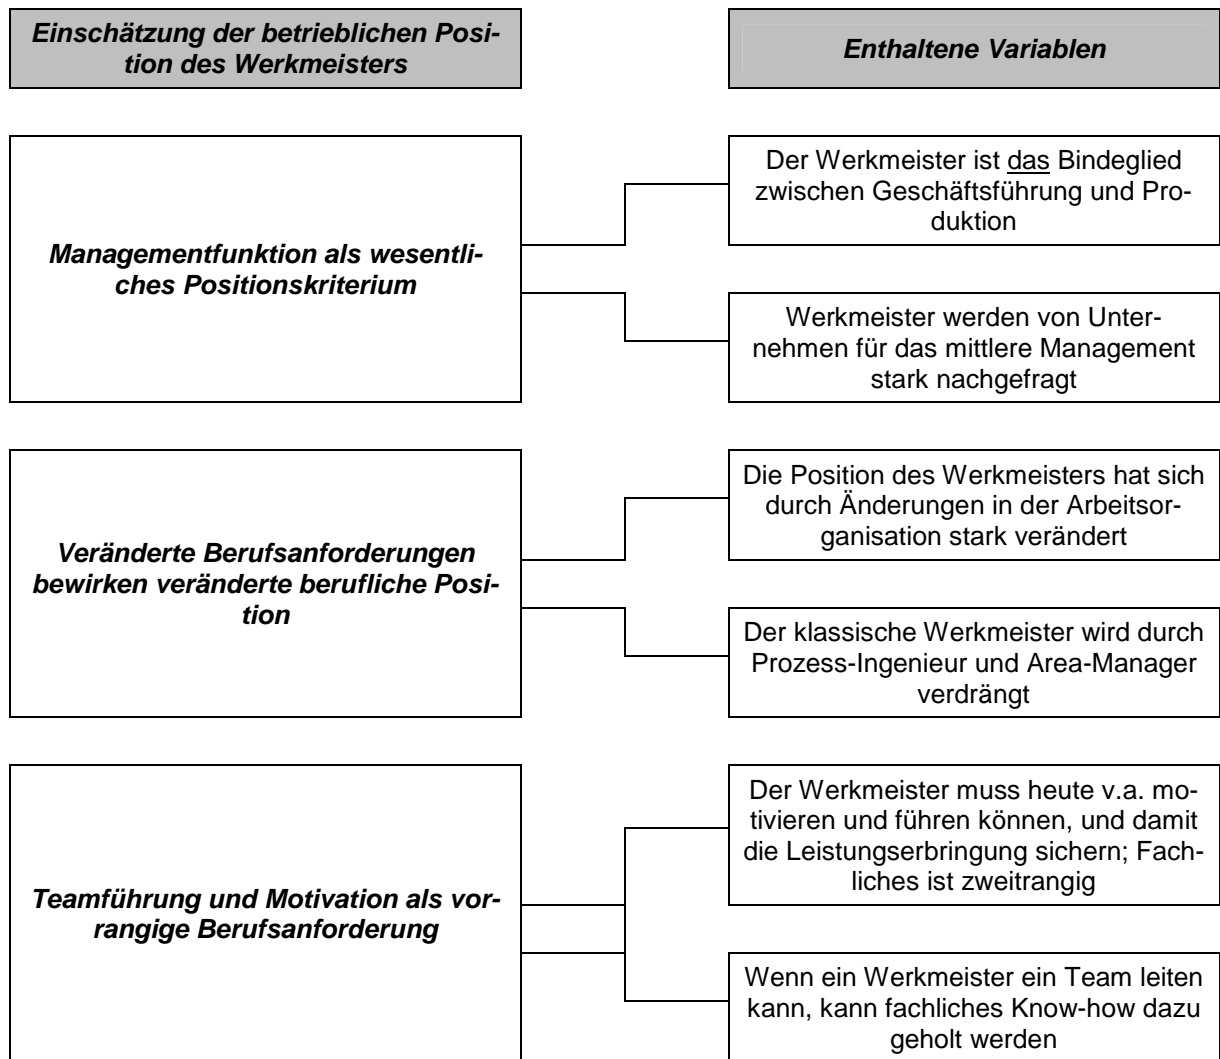 Einschätzung der betrieblichen Posi-
tion des Werkmeisters
Enthaltene Variablen
Managementfunktion als wesentli-
ches Positionskriterium
Der Werkmeister ist das Bindeglied
zwischen Geschäftsführung und Pro-
duktion
Werkmeister werden von Unter-
nehmen für das mittlere Management
stark nachgefragt
Veränderte Berufsanforderungen
bewirken veränderte berufliche Posi-
tion
Die Position des Werkmeisters hat sich
durch Änderungen in der Arbeitsor-
ganisation stark verändert
Der klassische Werkmeister wird durch
Prozess-Ingenieur und Area-Manager
verdrängt
Teamführung und Motivation als vor-
rangige Berufsanforderung
Der Werkmeister muss heute v.a. mo-
tivieren und führen können, und damit
die Leistungserbringung sichern; Fach-
liches ist zweitrangig
Wenn ein Werkmeister ein Team leiten
kann, kann fachliches Know-how dazu
geholt werden